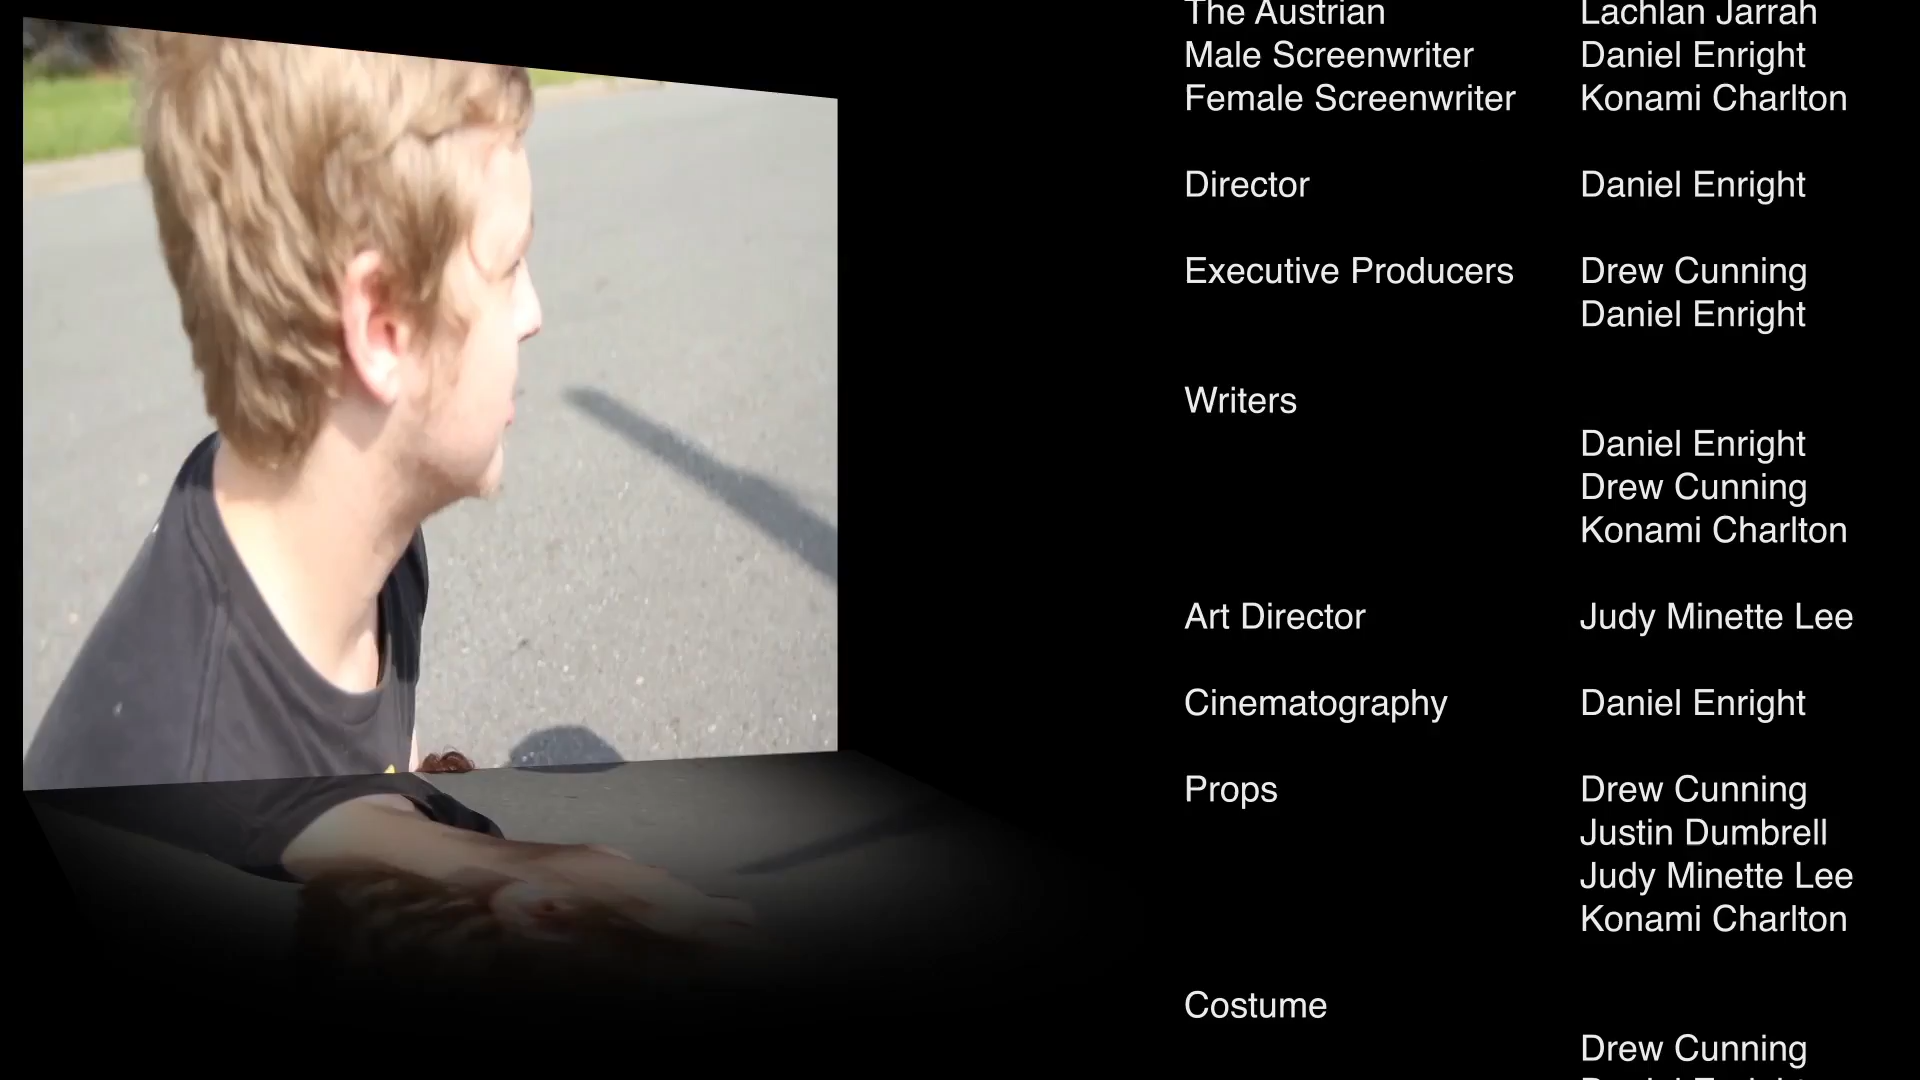 The Austrian Lachlan Jarrah
Male Screenwriter Daniel Enright
Female Screenwriter Konami Charlton
Director Daniel Enright
Executive Producers Drew Cunning
Daniel Enright
Writers
Daniel Enright
Drew Cunning
Konami Charlton
Art Director Judy Minette Lee
Cinematography Daniel Enright
Props Drew Cunning
Justin Dumbrell
Judy Minette Lee
Konami Charlton
Costume
Drew Cunning